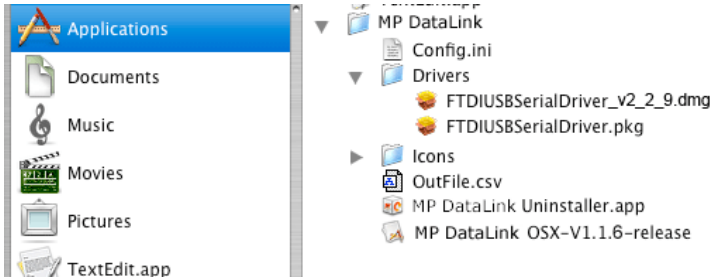 Applications
Documents
Music
Movies
Pictures
TextEdit.app
MP DataLink
Config.ini
Drivers
FTDIUSBSerialDriver_v2_2_9.dmg
FTDIUSBSerialDriver.pkg
Icons
OutFile.csv
MP DataLink Uninstaller.app
MP DataLink OSX-V1.1.6-release